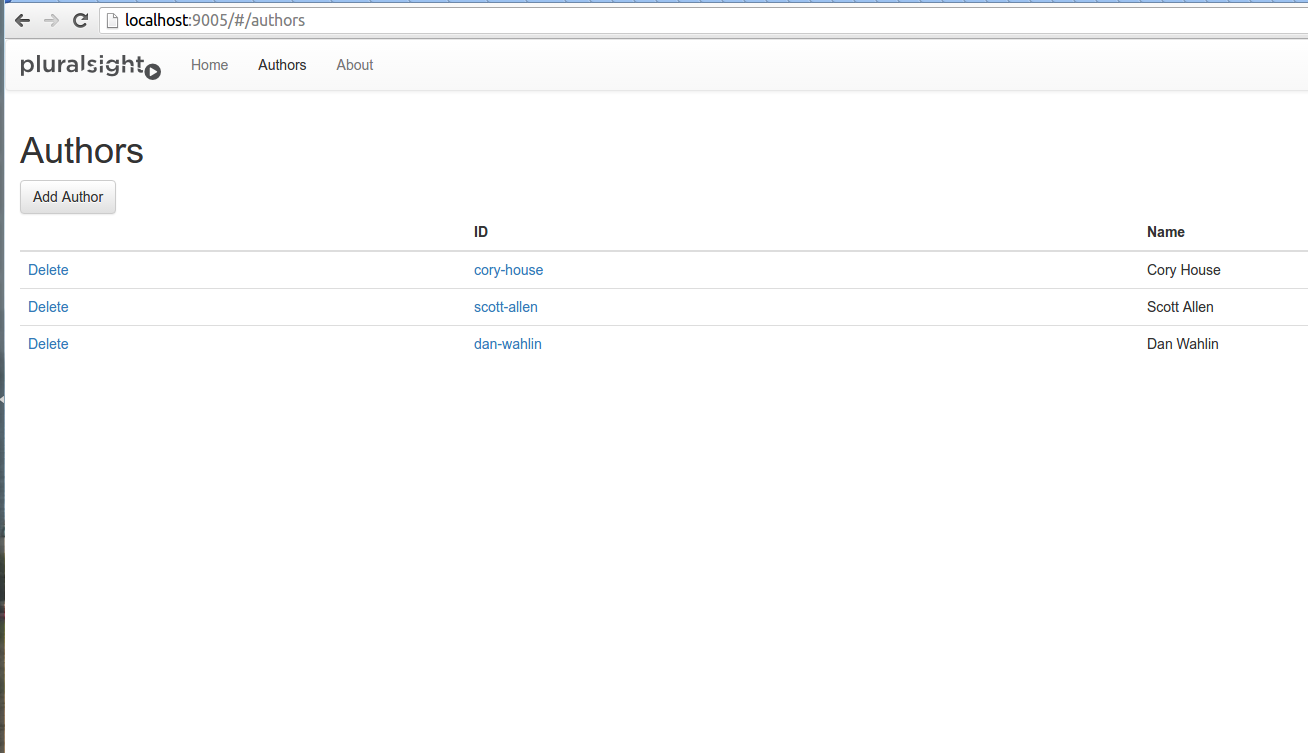 localhost:9005/#/authors
pluralsight Home Authors About
Authors
Add Author
ID Name
Delete cory-house Cory House
Delete scott-allen Scott Allen
Delete dan-wahlin Dan Wahlin